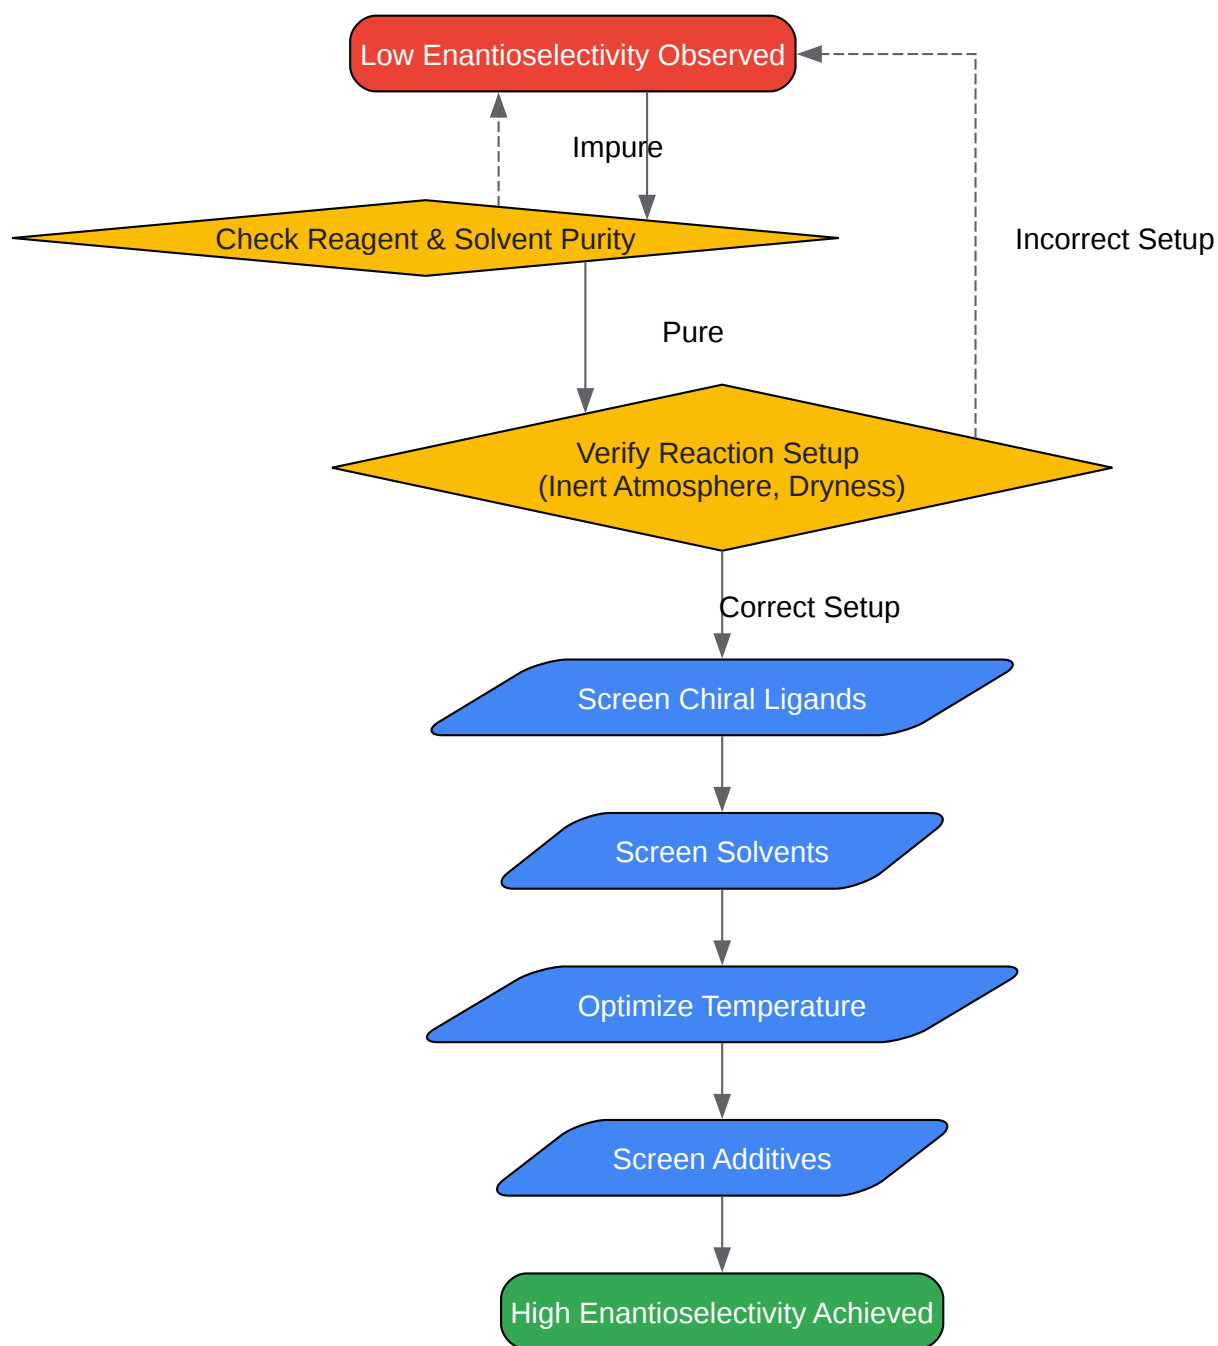 Low Enantioselectivity Observed
Impure
Check Reagent & Solvent Purity
Incorrect Setup
Pure
Verify Reaction Setup
(Inert Atmosphere, Dryness)
Correct Setup
Screen Chiral Ligands
Screen Solvents
Optimize Temperature
Screen Additives
High Enantioselectivity Achieved